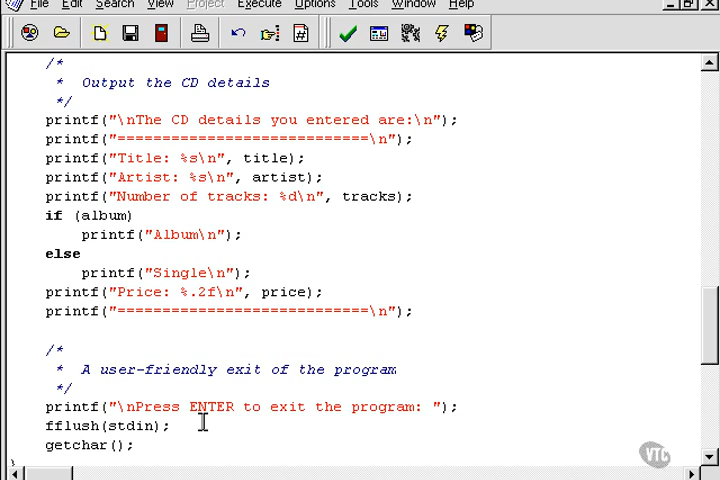 File Edit Search View Project Execute Options Tools Window Help
/*
* Output the CD details
*/
printf("\nThe CD details you entered are:\n");
printf("===========================\n");
printf("Title: %s\n", title);
printf("Artist: %s\n", artist);
printf("Number of tracks: %d\n", tracks);
if (album)
printf("Album\n");
else
printf("Single\n");
printf("Price: %.2f\n", price);
printf("===========================\n");
/*
* A user-friendly exit of the program
*/
printf("\nPress ENTER to exit the program: ");
fflush(stdin);
getchar();
VTC